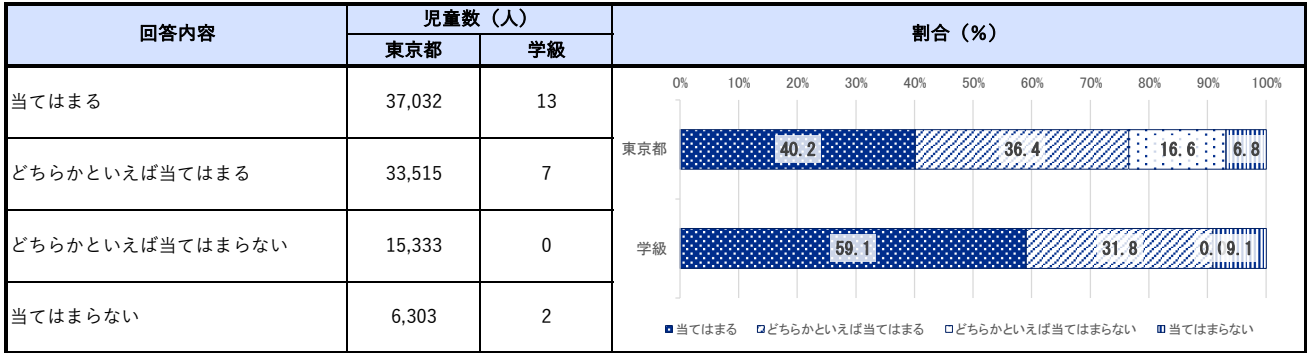 回答内容 児童数（人） 割合（%）
東京都 学級
当てはまる 37,032 13
どちらかといえば当てはまる 33,515 7
どちらかといえば当てはまらない 15,333 0
当てはまらない 6,303 2
0% 10% 20% 30% 40% 50% 60% 70% 80% 90% 100%
東京都 40.2 36.4 16.6 6.8
学級 59.1 31.8 0. 9.1
当てはまる どちらかといえば当てはまる どちらかといえば当てはまらない 当てはまらない